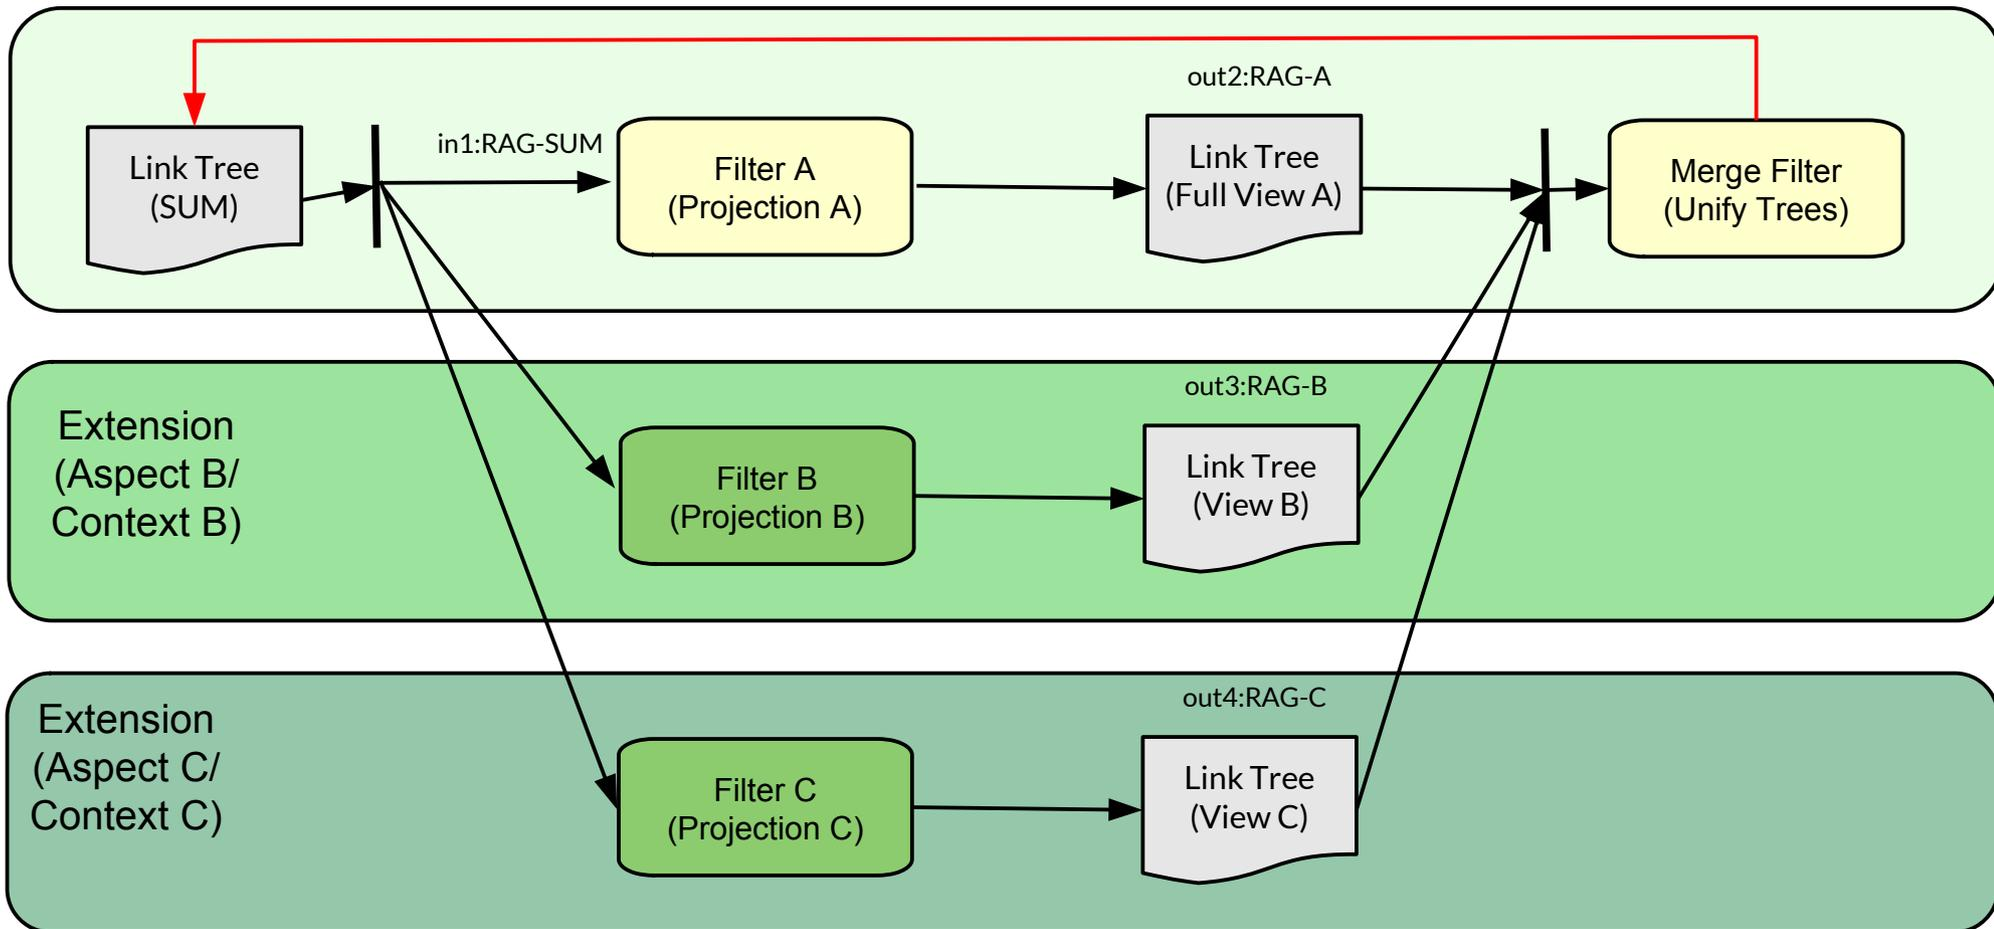 out2:RAG-A
Link Tree
(SUM)
in1:RAG-SUM
Filter A
(Projection A)
Link Tree
(Full View A)
Merge Filter
(Unify Trees)
Extension
(Aspect B/
Context B)
out3:RAG-B
Filter B
(Projection B)
Link Tree
(View B)
Extension
(Aspect C/
Context C)
out4:RAG-C
Filter C
(Projection C)
Link Tree
(View C)